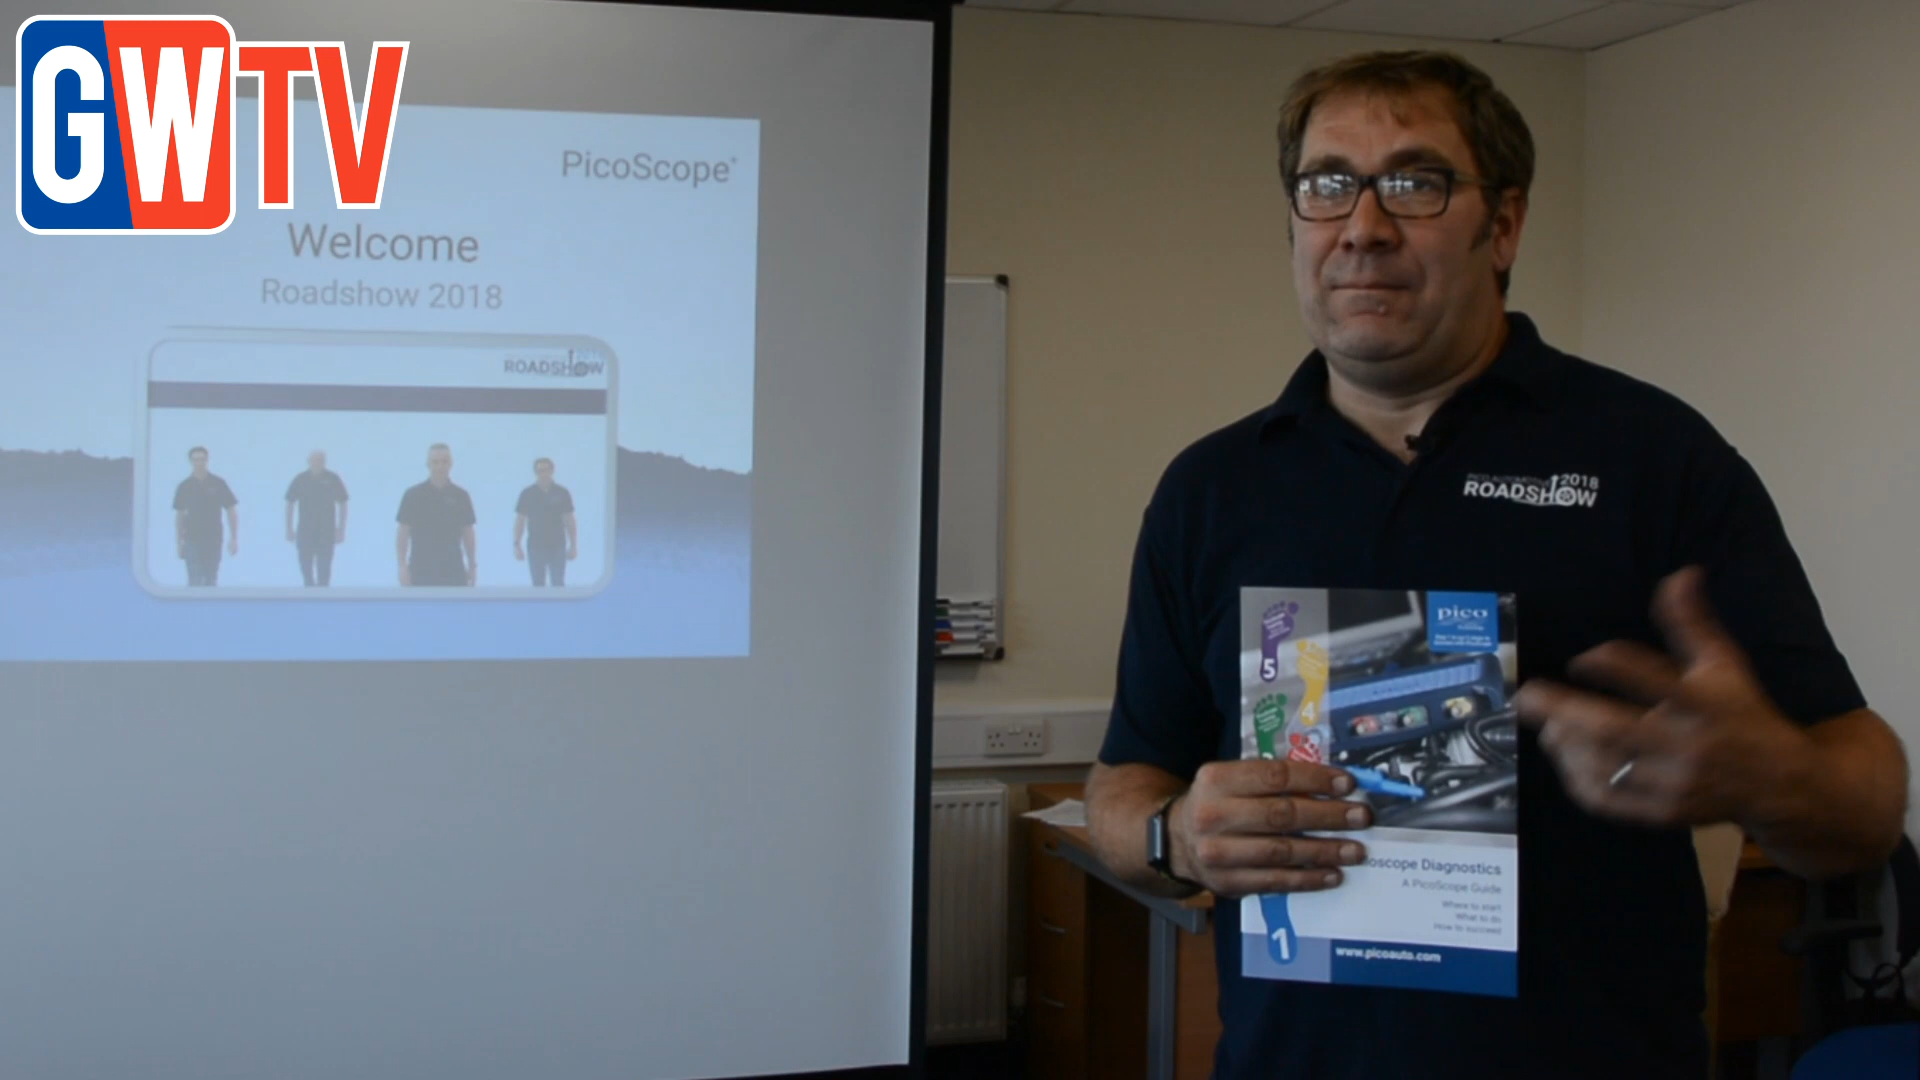 GWTV
PicoScope®
Welcome
Roadshow 2018
ROADSHOW
2018
ROADSHOW
pico
5
4
1
oscope Diagnostics
A PicoScope Guide
Where to start
What to do
How to succeed
www.picoauto.com